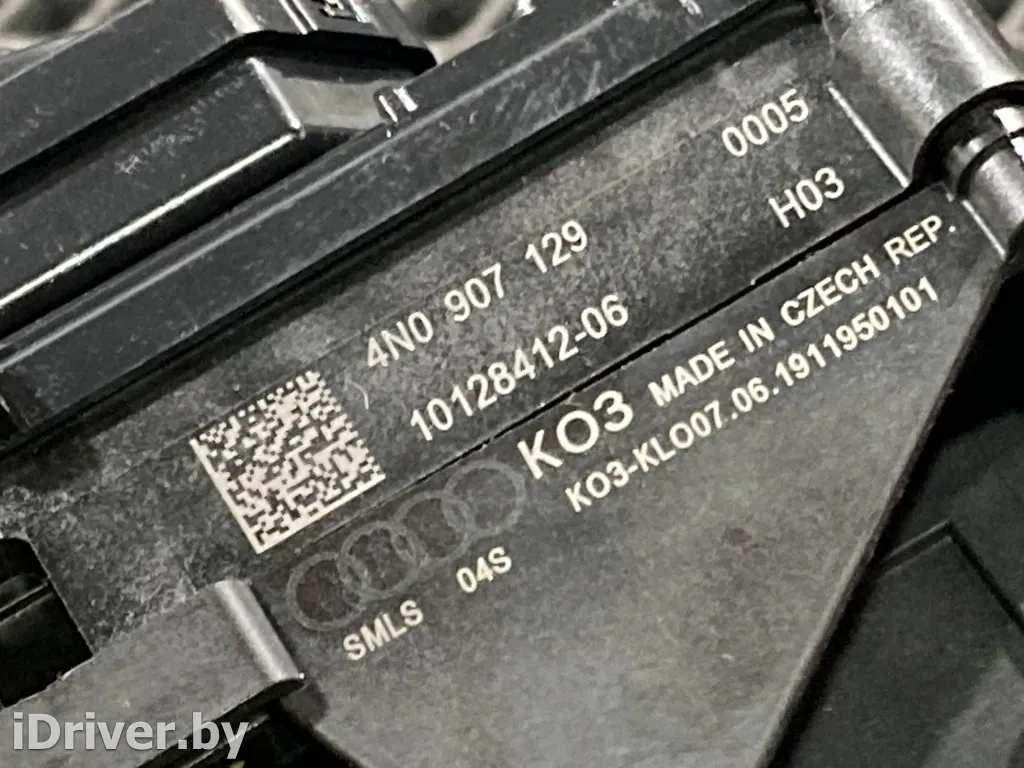 4N0 907 129 0005
10128412-06 H03
KO3 MADE IN CZECH REP.
KO3-KLO07.06.1911950101
SMLS 04S
iDriver.by